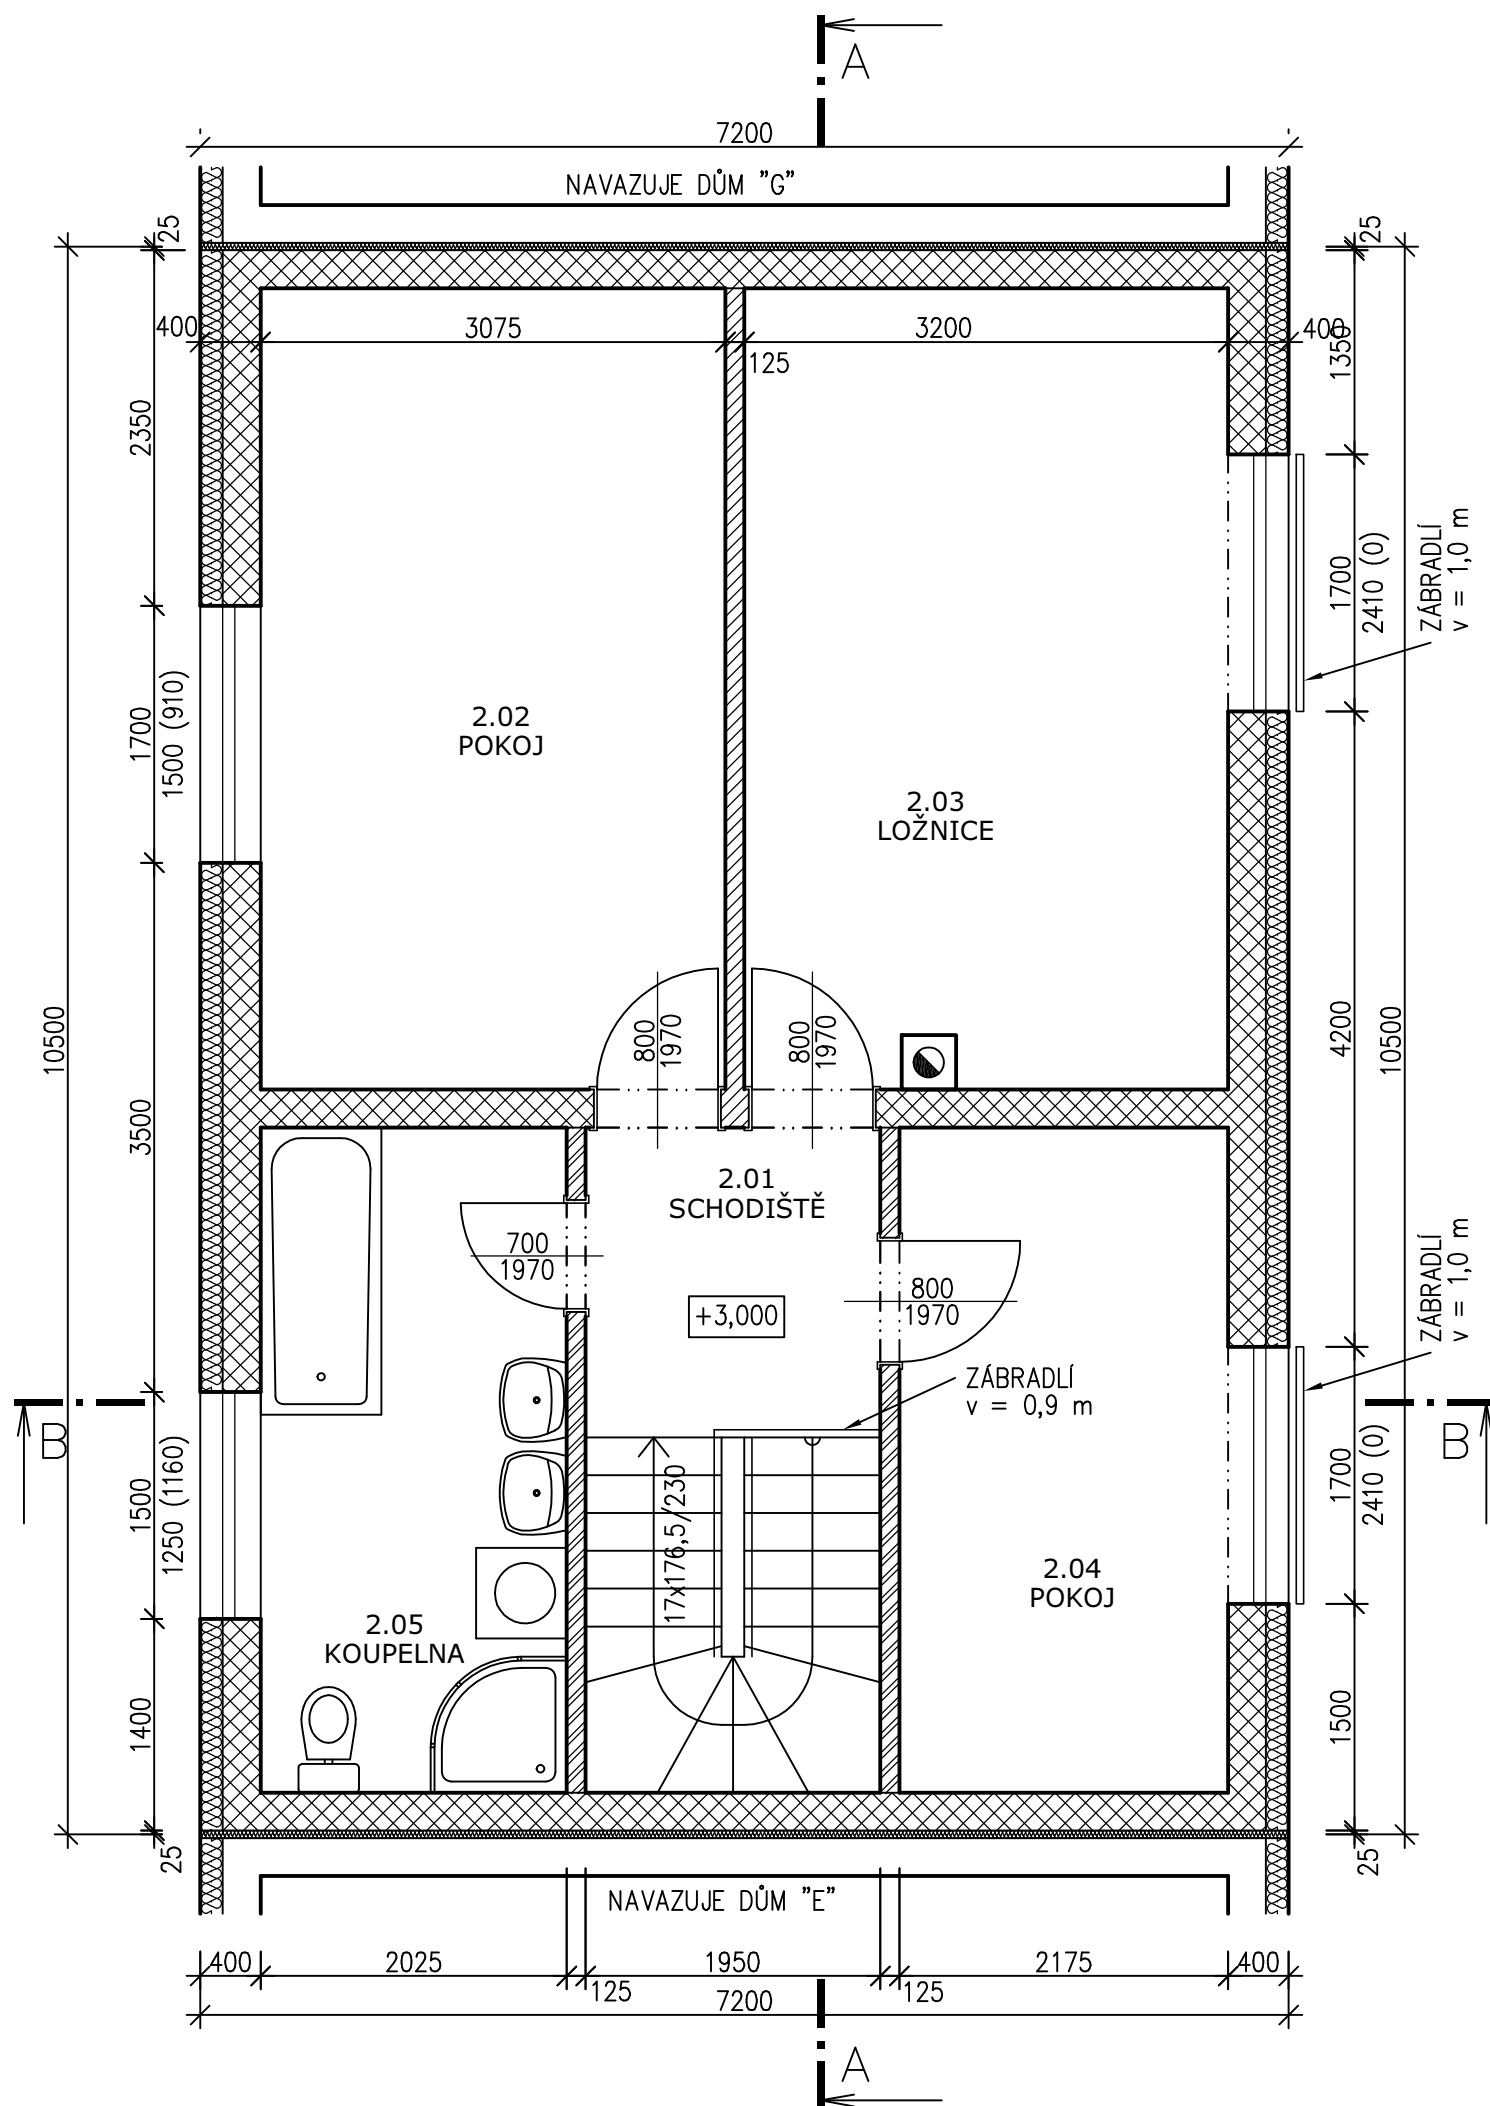 A
7200
NAVAZUJE DŮM "G"
25
25
400
3075
125
3200
400
1350
2350
1700
1500 (910)
1700
2410 (0)
ZÁBRADLÍ
v = 1,0 m
2.02
POKOJ
2.03
LOŽNICE
10500
3500
800
1970
800
1970
4200
10500
2.01
SCHODIŠTĚ
700
1970
+3,000
800
1970
ZÁBRADLÍ
v = 1,0 m
ZÁBRADLÍ
v = 0,9 m
B
B
1500
1250 (1160)
17x176,5/230
1700
2410 (0)
2.04
POKOJ
2.05
KOUPELNA
1400
1500
25
25
NAVAZUJE DŮM "E"
400
2025
125
1950
125
2175
400
7200
A